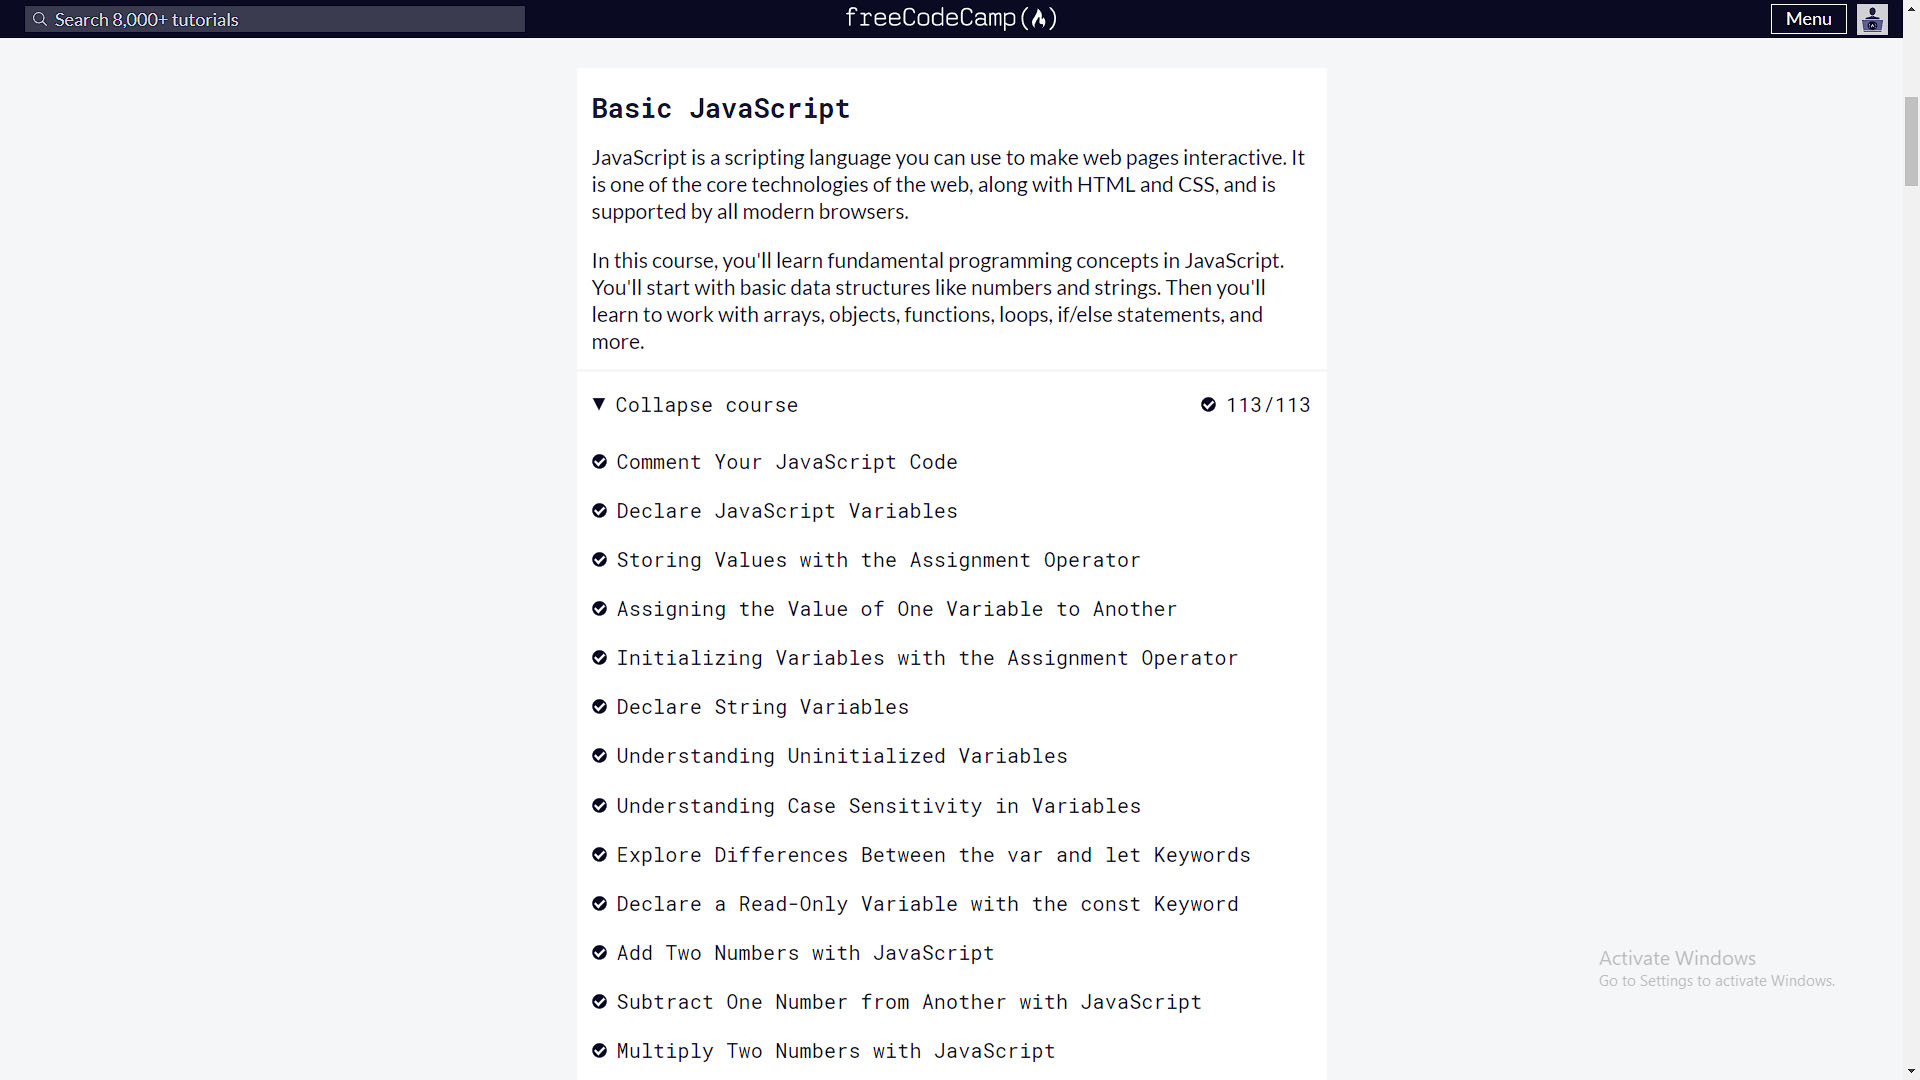 Search 8,000+ tutorials
freeCodeCamp
Menu
Basic JavaScript
JavaScript is a scripting language you can use to make web pages interactive. It
is one of the core technologies of the web, along with HTML and CSS, and is
supported by all modern browsers.
In this course, you'll learn fundamental programming concepts in JavaScript.
You'll start with basic data structures like numbers and strings. Then you'll
learn to work with arrays, objects, functions, loops, if/else statements, and
more.
Collapse course 113/113
Comment Your JavaScript Code
Declare JavaScript Variables
Storing Values with the Assignment Operator
Assigning the Value of One Variable to Another
Initializing Variables with the Assignment Operator
Declare String Variables
Understanding Uninitialized Variables
Understanding Case Sensitivity in Variables
Explore Differences Between the var and let Keywords
Declare a Read-Only Variable with the const Keyword
Add Two Numbers with JavaScript
Subtract One Number from Another with JavaScript
Multiply Two Numbers with JavaScript
Activate Windows
Go to Settings to activate Windows.